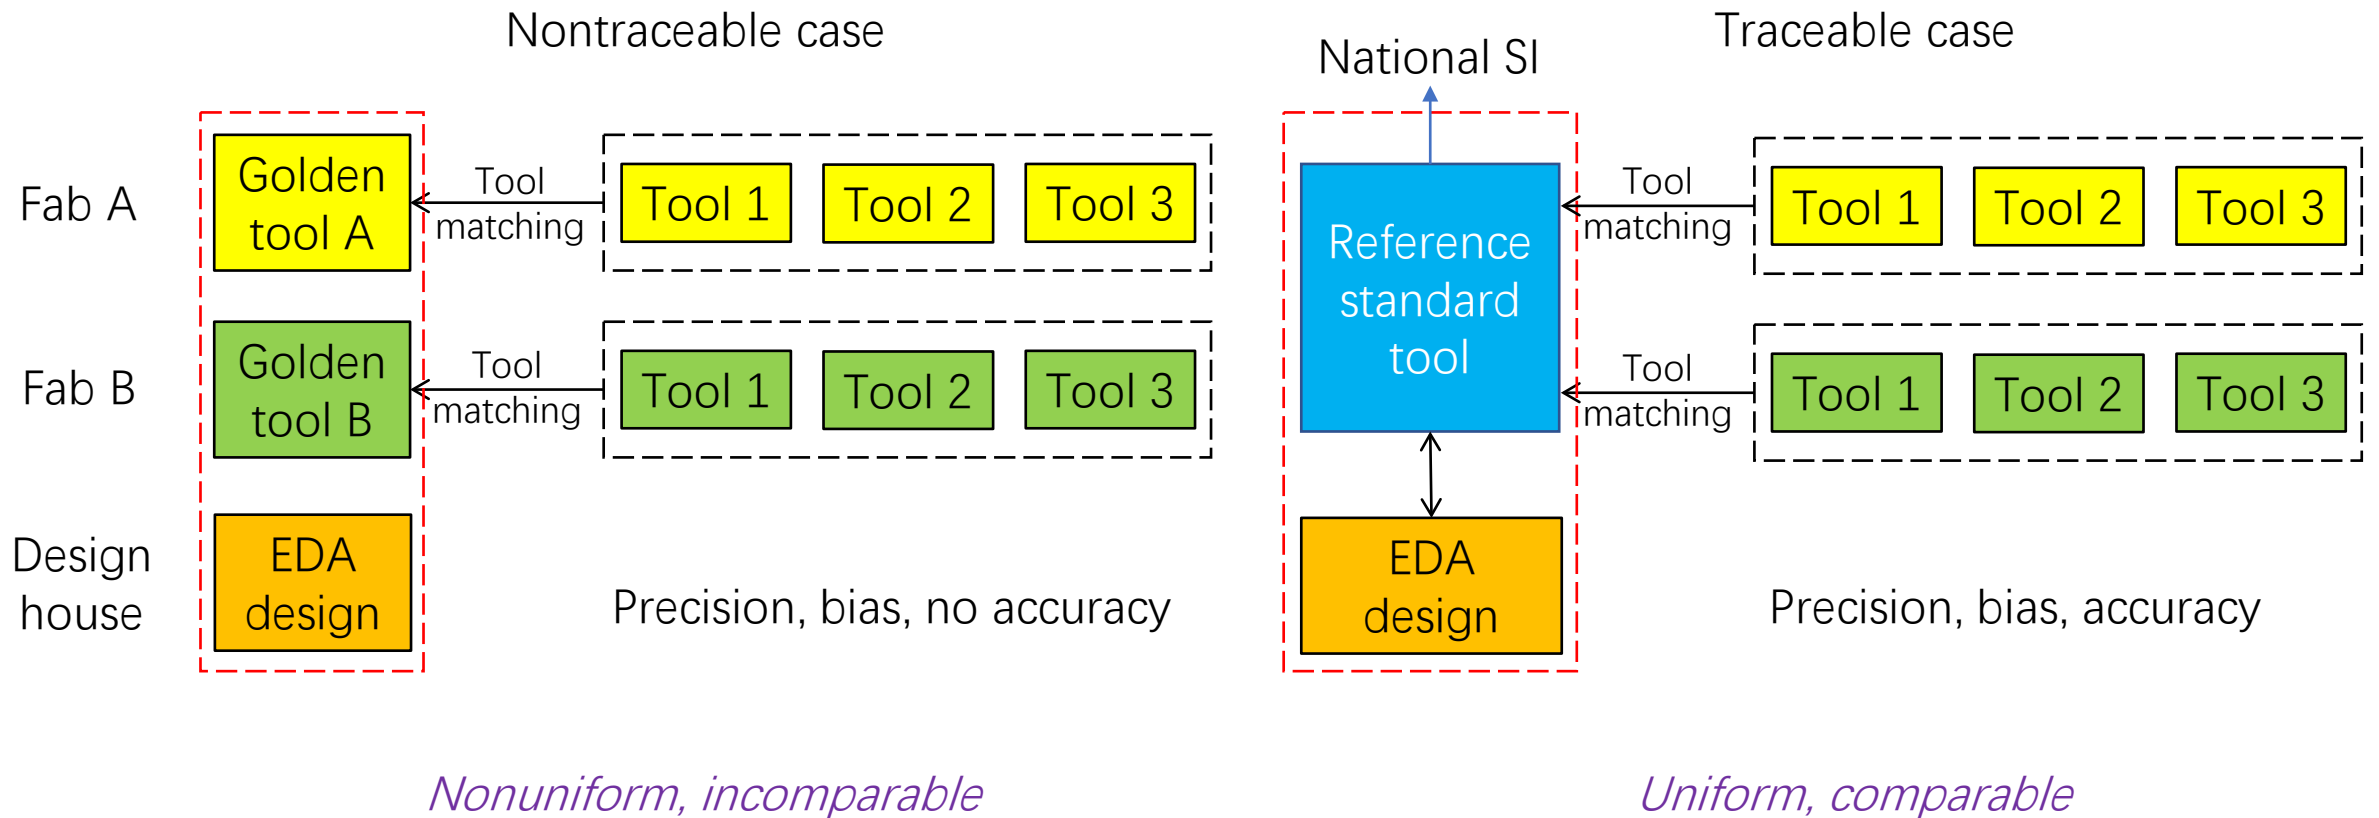 Nontraceable case
Fab A
Golden
tool A
Tool
matching
Tool 1
Tool 2
Tool 3
Fab B
Golden
tool B
Tool
matching
Tool 1
Tool 2
Tool 3
Design
house
EDA
design
Precision, bias, no accuracy
Nonuniform, incomparable
Traceable case
National SI
Reference
standard
tool
Tool
matching
Tool 1
Tool 2
Tool 3
Tool
matching
Tool 1
Tool 2
Tool 3
EDA
design
Precision, bias, accuracy
Uniform, comparable